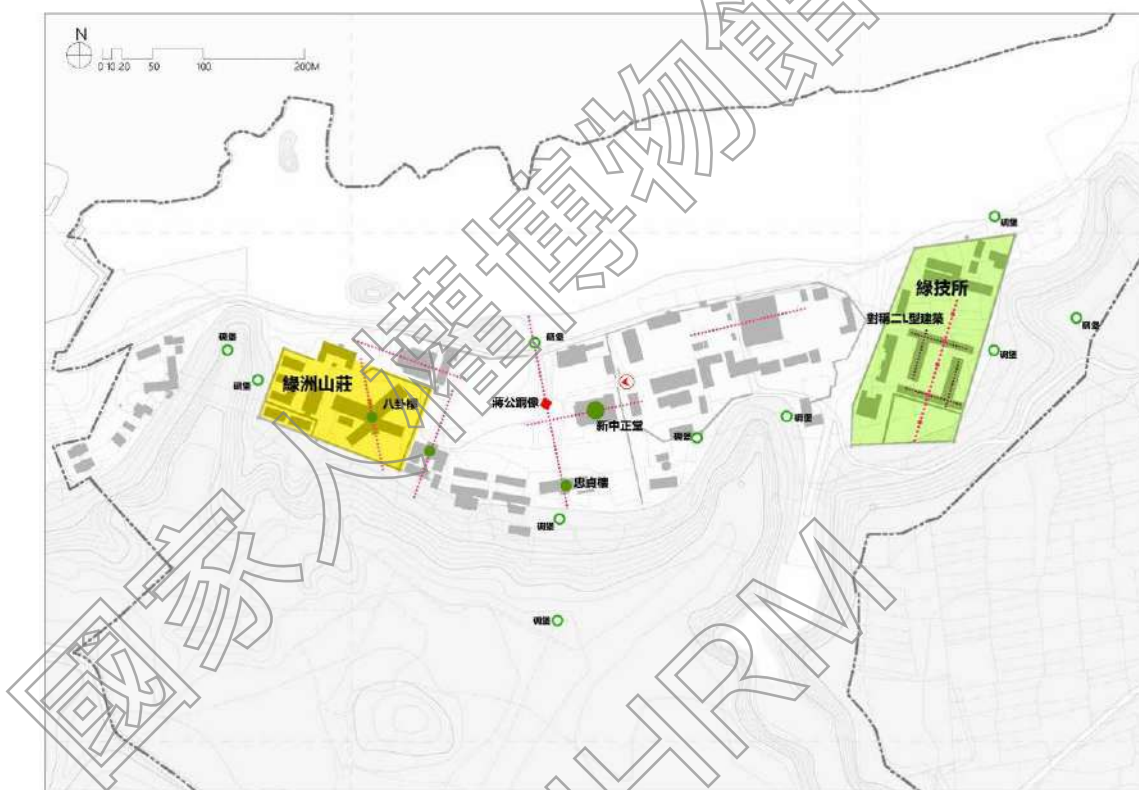 N
0 10 20 50 100 200M
碉堡
綠技所
對稱二L型建築
碉堡
碉堡
碉堡
碉堡
碉堡
綠洲山莊
八卦樓
蔣公銅像
新中正堂
碉堡
碉堡
忠貞樓
碉堡
碉堡
國家人權博物館
NHRM